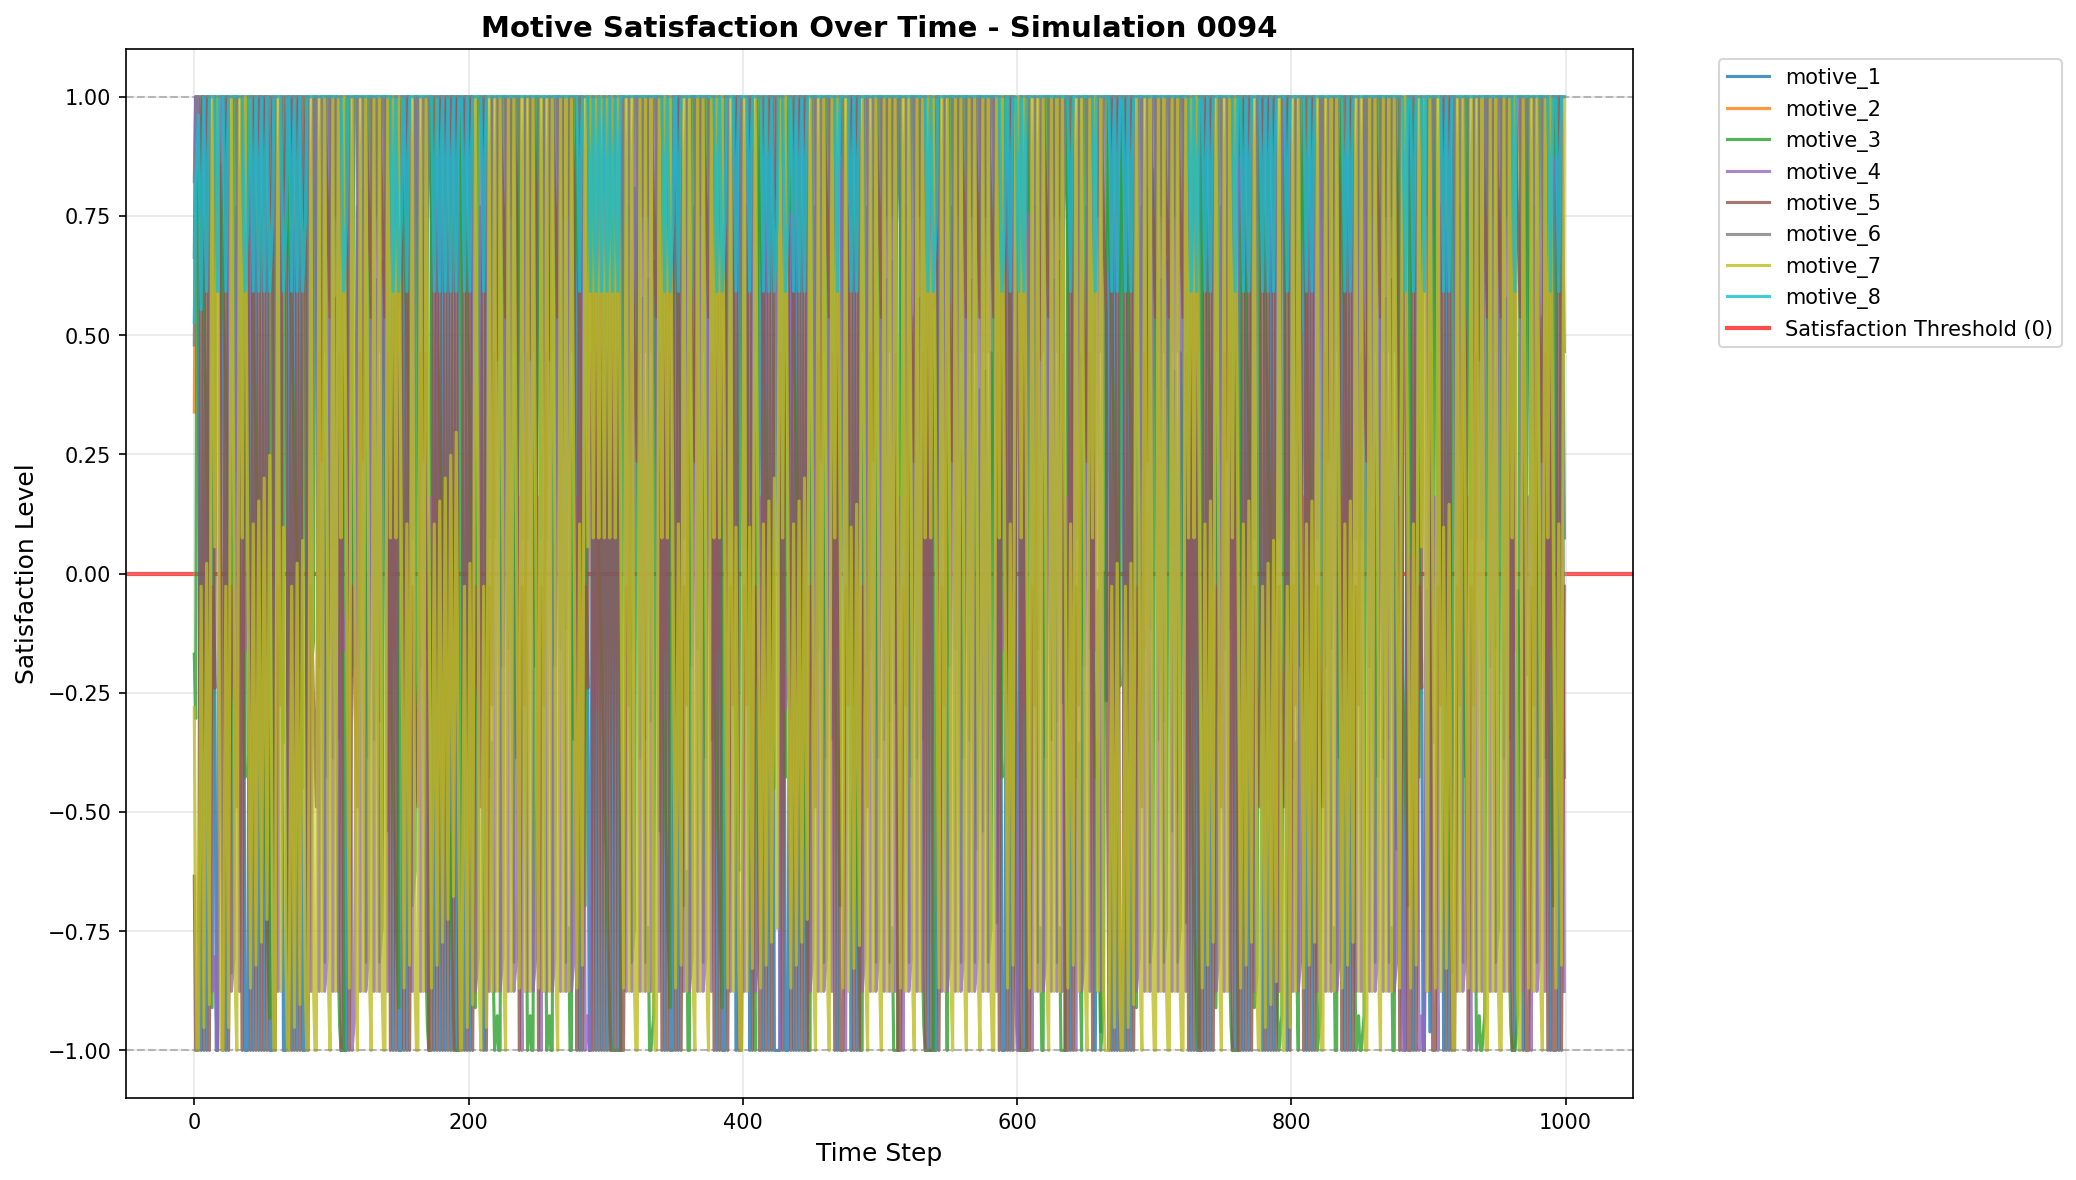 Motive Satisfaction Over Time - Simulation 0094
Satisfaction Level
1.00
0.75
0.50
0.25
0.00
−0.25
−0.50
−0.75
−1.00
0
200
400
600
800
1000
Time Step
motive_1
motive_2
motive_3
motive_4
motive_5
motive_6
motive_7
motive_8
Satisfaction Threshold (0)